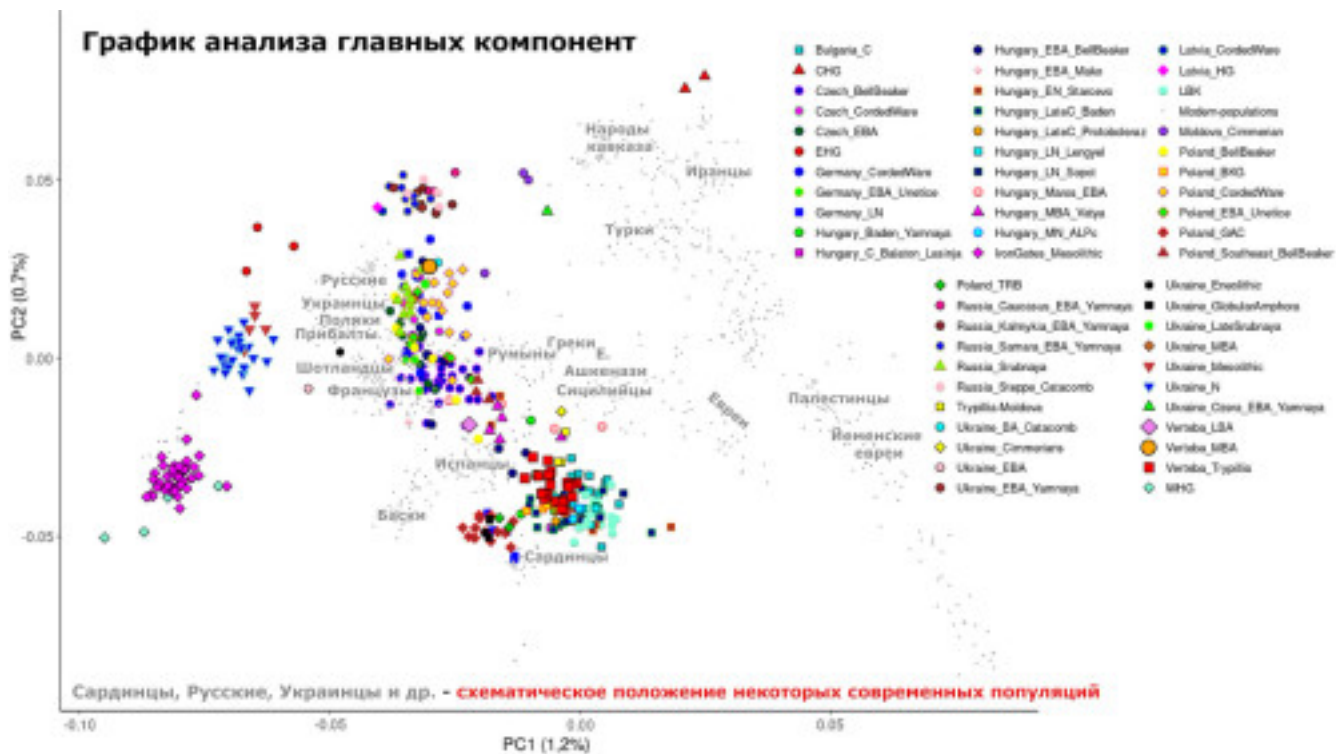 График анализа главных компонент
Bulgaria_C
CHG
Czech_BellBeaker
Czech_CordedWare
Czech_EBA
EHG
Germany_CordedWare
Germany_EBA_Unetice
Germany_LN
Hungary_Baden_Yamnaya
Hungary_C_Balaton_Lasinja
Hungary_EBA_BellBeaker
Hungary_EBA_Mako
Hungary_EN_Starcevo
Hungary_LateC_Baden
Hungary_LN_Lengyel
Hungary_LN_Sopot
Hungary_Maros_EBA
Hungary_MBA_Vatya
Hungary_MN_ALPc
IronGates_Mesolithic
Latvia_CordedWare
Latvia_HG
LBK
Modern-populations
Moldova_Cimmerian
Poland_BellBeaker
Poland_BKG
Poland_CordedWare
Poland_EBA_Unetice
Poland_GAC
Poland_Southeast_BellBeaker
Poland_TRB
Russia_Caucasus_EBA_Yamnaya
Russia_Kalmykia_EBA_Yamnaya
Russia_Samara_EBA_Yamnaya
Russia_Srubnaya
Russia_Steppe_Catacomb
Trypillia-Moldova
Ukraine_BA_Catacomb
Ukraine_Cimmerians
Ukraine_EBA
Ukraine_EBA_Yamnaya
Ukraine_Eneolithic
Ukraine_GlobularAmphora
Ukraine_LateSrubnaya
Ukraine_MBA
Ukraine_Mesolithic
Ukraine_N
Ukraine_Ozera_EBA_Yamnaya
Verteba_LBA
Verteba_MBA
Verteba_Trypillia
WHG
Народы
кавказа
Иранцы
Турки
Русские
Украинцы
Поляки
Прибалты
Шотландцы
Французы
Румыны
Греки
Е.
Ашкенази
Сицилийцы
Евреи
Палестинцы
Йеменские
евреи
Испанцы
Баски
Сардинцы
PC2 (0.7%)
0.05
0.00
-0.05
Сардинцы, Русские, Украинцы и др. - схематическое положение некоторых современных популяций
-0.10
-0.05
0.00
0.05
PC1 (1,2%)